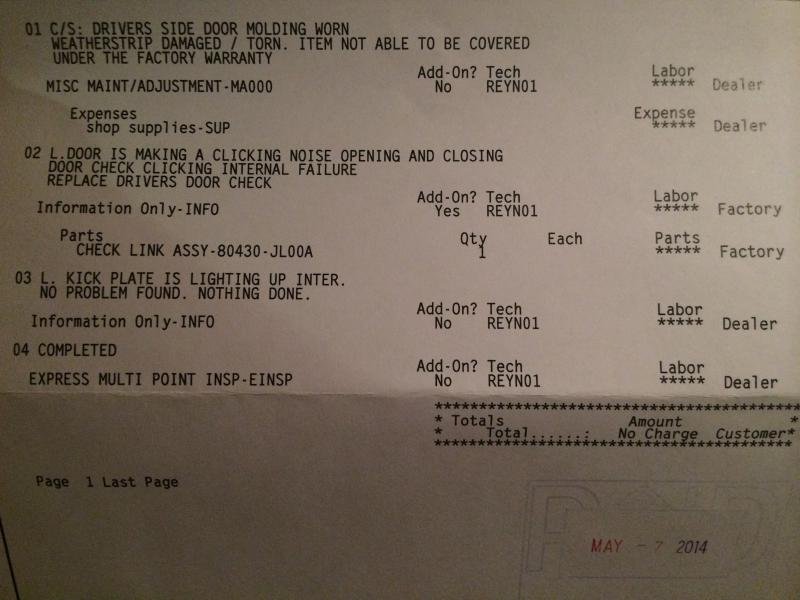 01 C/S: DRIVERS SIDE DOOR MOLDING WORN
WEATHERSTRIP DAMAGED / TORN. ITEM NOT ABLE TO BE COVERED
UNDER THE FACTORY WARRANTY
Add-On? Tech Labor
MISC MAINT/ADJUSTMENT-MA000 No REYN01 ***** Dealer
Expenses Expense
shop supplies-SUP ***** Dealer
02 L.DOOR IS MAKING A CLICKING NOISE OPENING AND CLOSING
DOOR CHECK CLICKING INTERNAL FAILURE
REPLACE DRIVERS DOOR CHECK
Add-On? Tech Labor
Information Only-INFO Yes REYN01 ***** Factory
Parts Qty Each Parts
CHECK LINK ASSY-80430-JL00A 1 ***** Factory
03 L. KICK PLATE IS LIGHTING UP INTER.
NO PROBLEM FOUND. NOTHING DONE.
Add-On? Tech Labor
Information Only-INFO No REYN01 ***** Dealer
04 COMPLETED
Add-On? Tech Labor
EXPRESS MULTI POINT INSP-EINSP No REYN01 ***** Dealer
******************************************
* Totals Amount *
* Total......: No Charge Customer*
******************************************
Page 1 Last Page
PAID
MAY - 7 2014